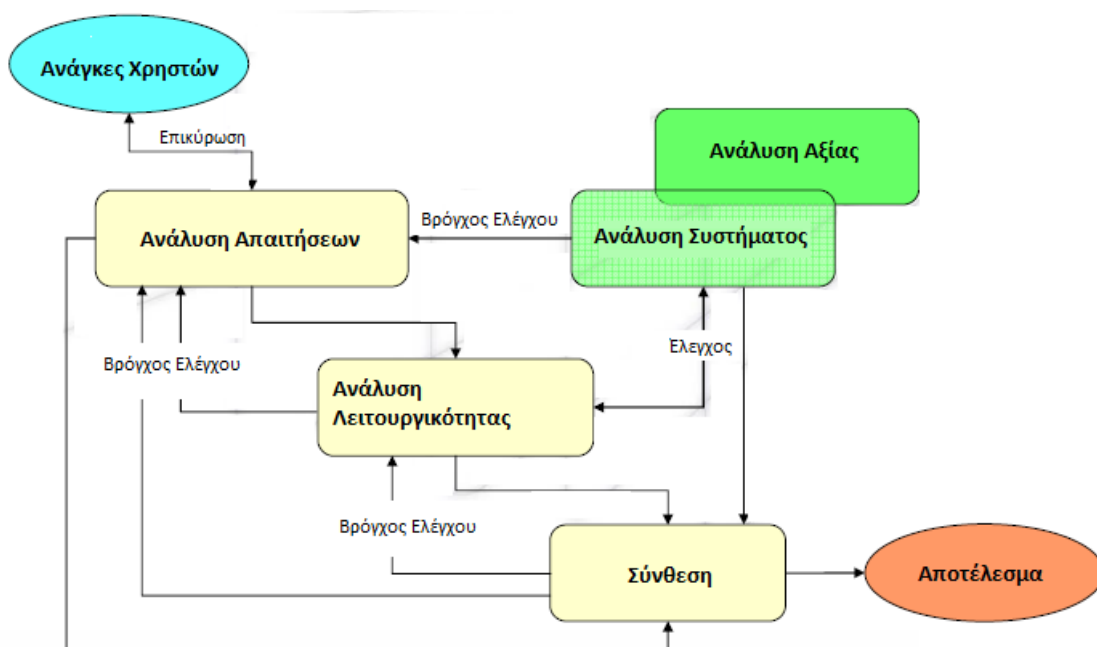 Ανάγκες Χρηστών
Επικύρωση
Ανάλυση Αξίας
Ανάλυση Απαιτήσεων
Βρόγχος Ελέγχου
Ανάλυση Συστήματος
Βρόγχος Ελέγχου
Έλεγχος
Ανάλυση
Λειτουργικότητας
Βρόγχος Ελέγχου
Σύνθεση
Αποτέλεσμα